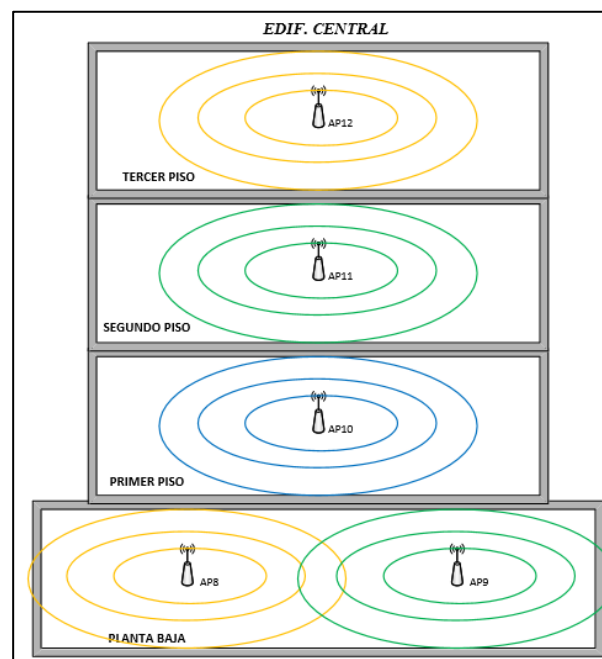 EDIF. CENTRAL
AP12
TERCER PISO
AP11
SEGUNDO PISO
AP10
PRIMER PISO
AP8
AP9
PLANTA BAJA